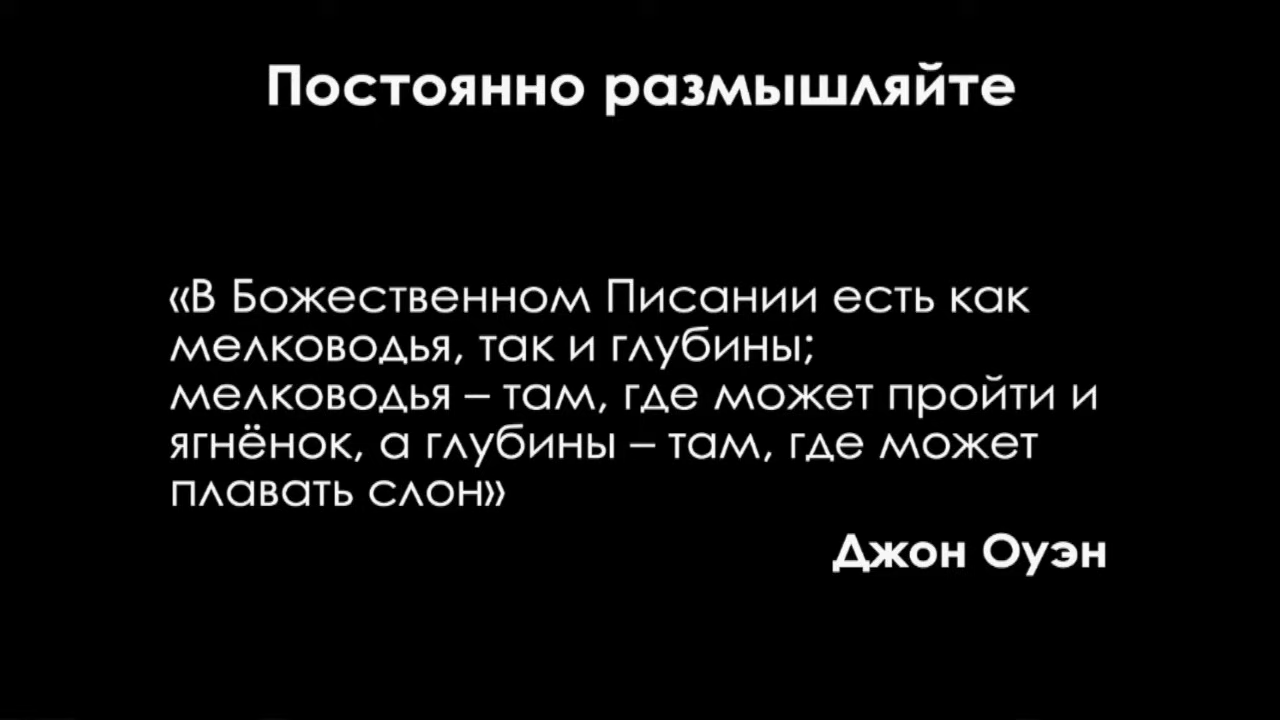 Постоянно размышляйте
«В Божественном Писании есть как
мелководья, так и глубины;
мелководья – там, где может пройти и
ягнёнок, а глубины – там, где может
плавать слон»
Джон Оуэн